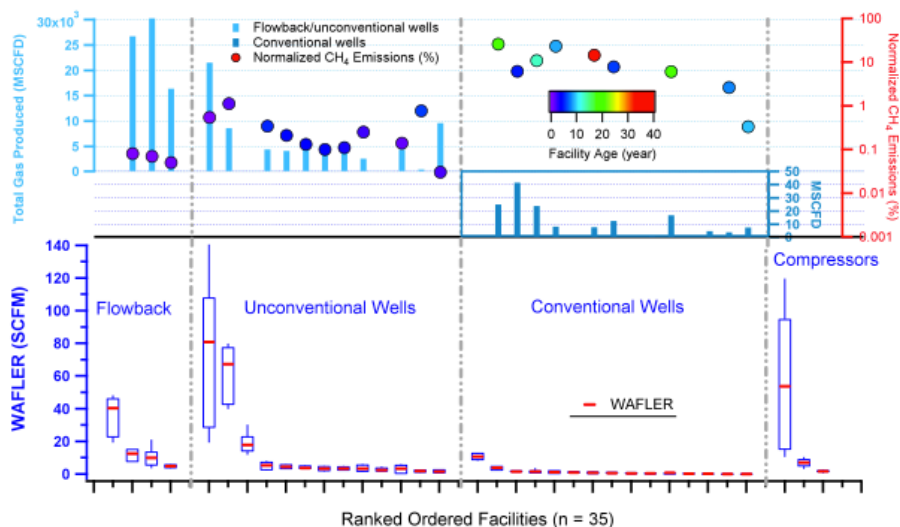 30x10³
25
20
15
10
5
0
Total Gas Produced (MSCFD)
Flowback/unconventional wells
Conventional wells
Normalized CH₄ Emissions (%)
0 10 20 30 40
Facility Age (year)
100
10
1
0.1
0.01
0.001
Normalized CH₄ Emissions (%)
50
40
30
20
10
0
MSCFD
140
120
100
80
60
40
20
0
WAFLER (SCFM)
Flowback
Unconventional Wells
Conventional Wells
Compressors
WAFLER
Ranked Ordered Facilities (n = 35)